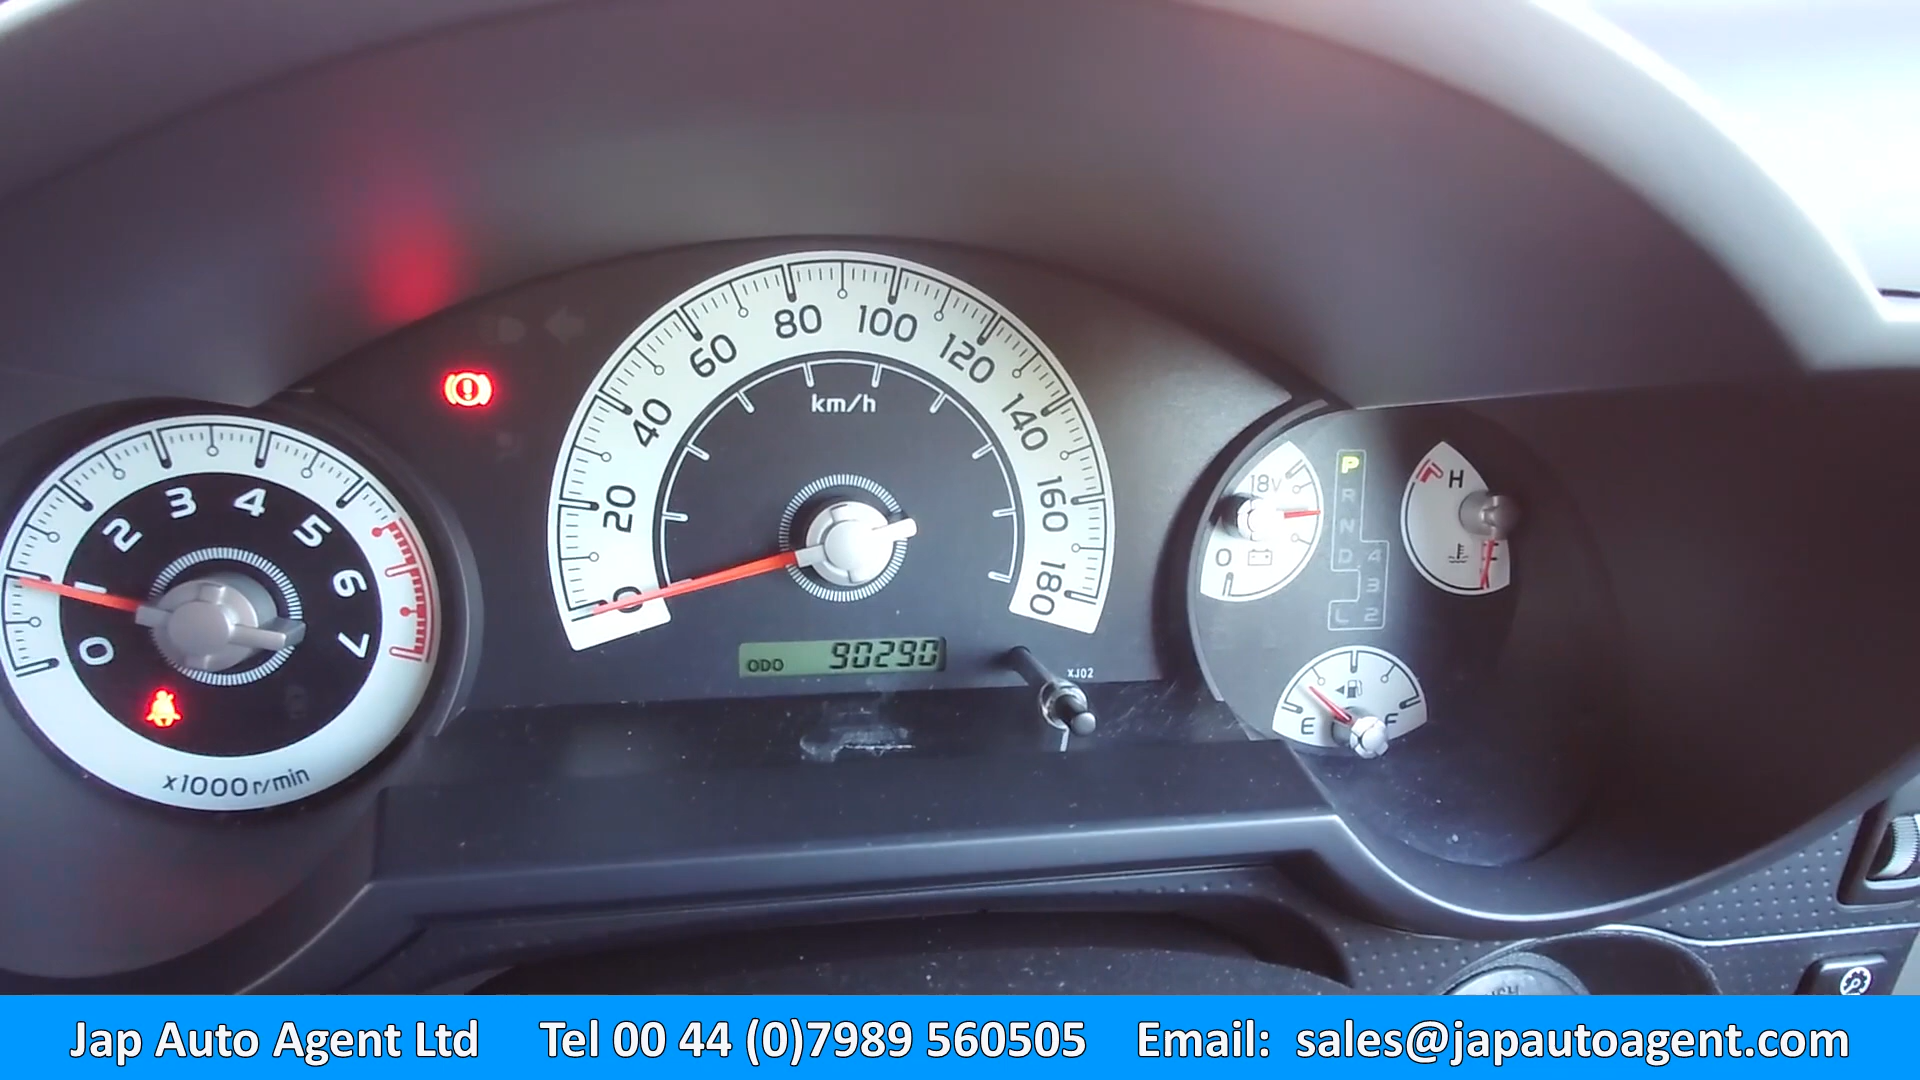 80 100
60 120
km/h
40 140
20 160
0 180
18V
0
P
R
N
D 4
3
L 2
H
3 4
2 5
1 6
0 7
x1000r/min
ODO 90290
XJ02
E F
Jap Auto Agent Ltd Tel 00 44 (0)7989 560505 Email: sales@japautoagent.com